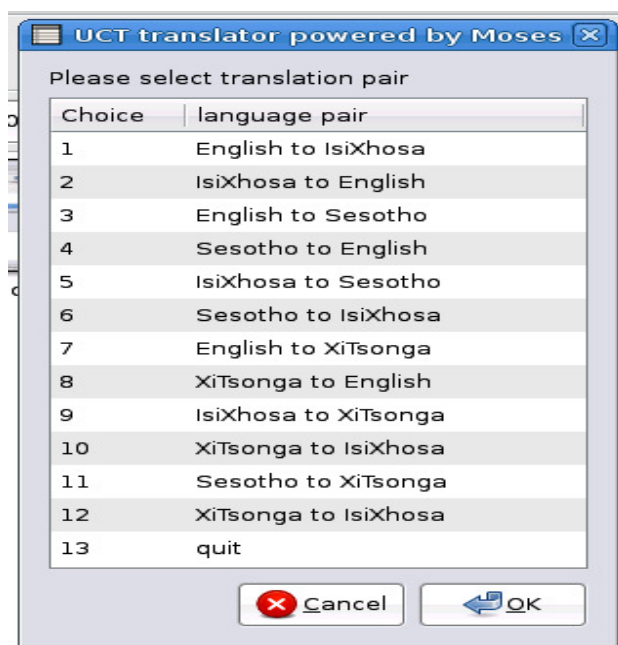 UCT translator powered by Moses
Please select translation pair
Choice language pair
1 English to IsiXhosa
2 IsiXhosa to English
3 English to Sesotho
4 Sesotho to English
5 IsiXhosa to Sesotho
6 Sesotho to IsiXhosa
7 English to XiTsonga
8 XiTsonga to English
9 IsiXhosa to XiTsonga
10 XiTsonga to IsiXhosa
11 Sesotho to XiTsonga
12 XiTsonga to IsiXhosa
13 quit
Cancel OK